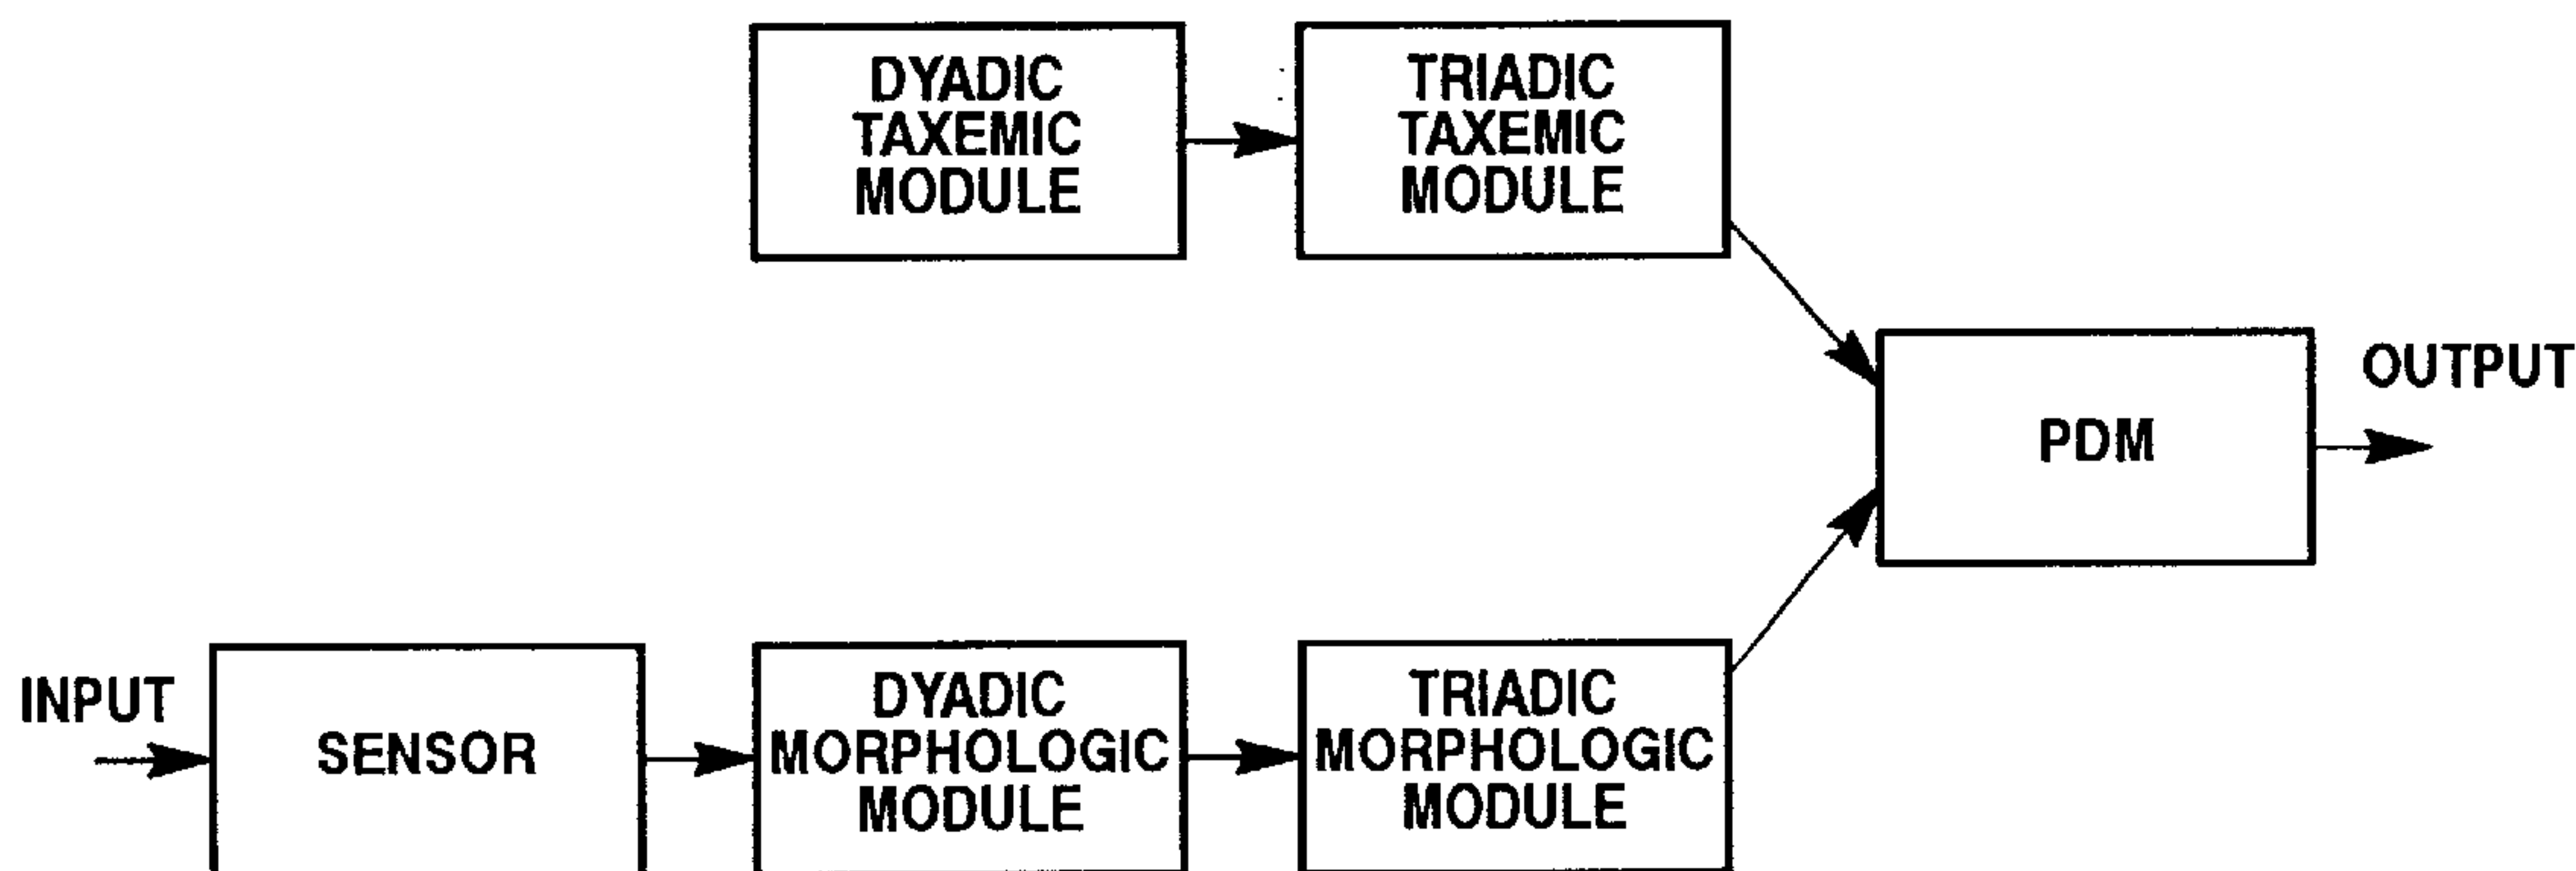 DYADIC
TAXEMIC
MODULE
TRIADIC
TAXEMIC
MODULE
PDM
OUTPUT
INPUT
SENSOR
DYADIC
MORPHOLOGIC
MODULE
TRIADIC
MORPHOLOGIC
MODULE